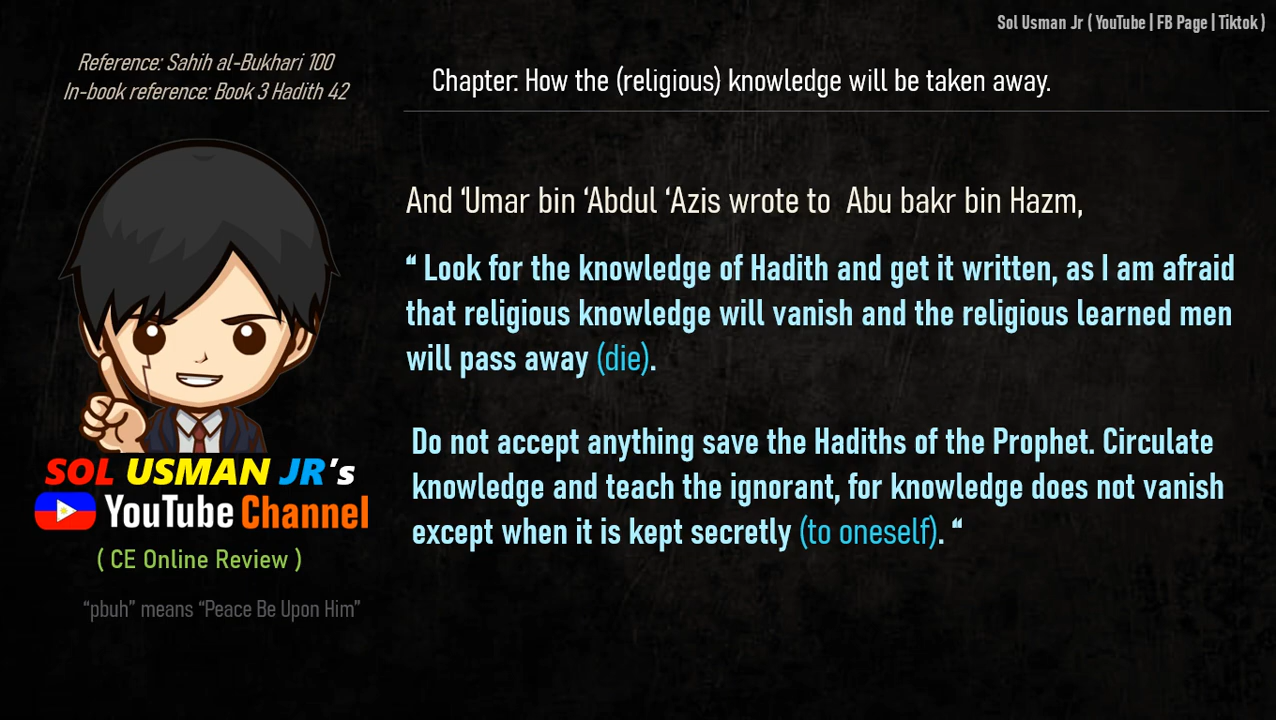 Sol Usman Jr ( YouTube | FB Page | Tiktok )
Reference: Sahih al-Bukhari 100
In-book reference: Book 3 Hadith 42
Chapter: How the (religious) knowledge will be taken away.
And ‘Umar bin ‘Abdul ‘Azis wrote to Abu bakr bin Hazm,
“ Look for the knowledge of Hadith and get it written, as I am afraid
that religious knowledge will vanish and the religious learned men
will pass away (die).
Do not accept anything save the Hadiths of the Prophet. Circulate
knowledge and teach the ignorant, for knowledge does not vanish
except when it is kept secretly (to oneself). “
SOL USMAN JR's
YouTube Channel
( CE Online Review )
“pbuh” means “Peace Be Upon Him”